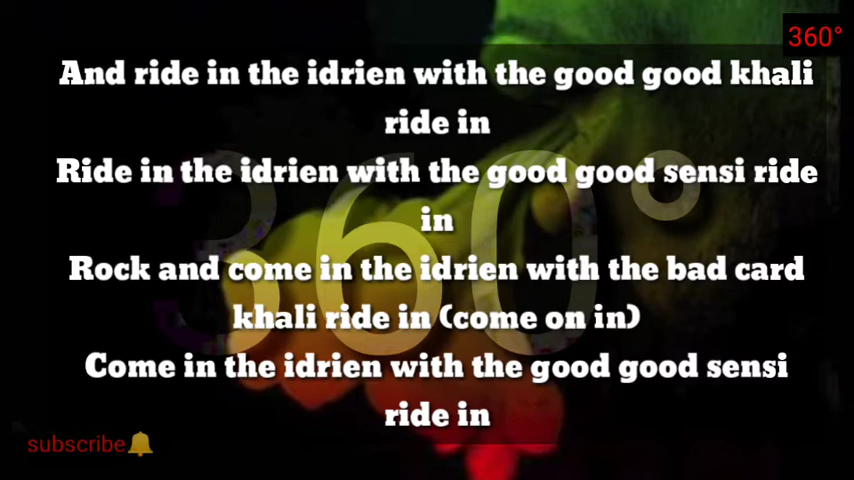 360°
And ride in the idrien with the good good khali
ride in
Ride in the idrien with the good good sensi ride
in
360°
Rock and come in the idrien with the bad card
khali ride in (come on in)
Come in the idrien with the good good sensi
ride in
subscribe